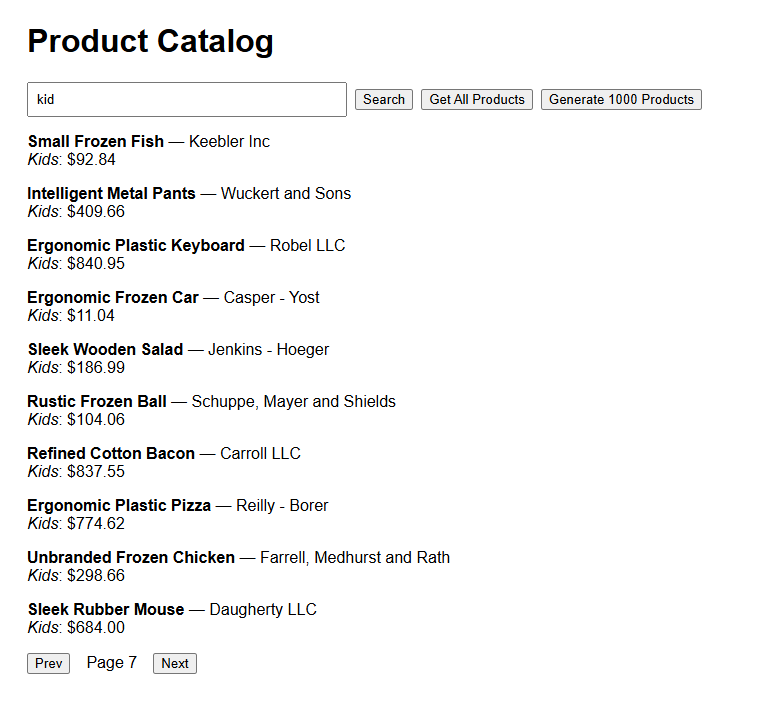 Product Catalog
kid Search Get All Products Generate 1000 Products
Small Frozen Fish — Keebler Inc
Kids: $92.84
Intelligent Metal Pants — Wuckert and Sons
Kids: $409.66
Ergonomic Plastic Keyboard — Robel LLC
Kids: $840.95
Ergonomic Frozen Car — Casper - Yost
Kids: $11.04
Sleek Wooden Salad — Jenkins - Hoeger
Kids: $186.99
Rustic Frozen Ball — Schuppe, Mayer and Shields
Kids: $104.06
Refined Cotton Bacon — Carroll LLC
Kids: $837.55
Ergonomic Plastic Pizza — Reilly - Borer
Kids: $774.62
Unbranded Frozen Chicken — Farrell, Medhurst and Rath
Kids: $298.66
Sleek Rubber Mouse — Daugherty LLC
Kids: $684.00
Prev Page 7 Next